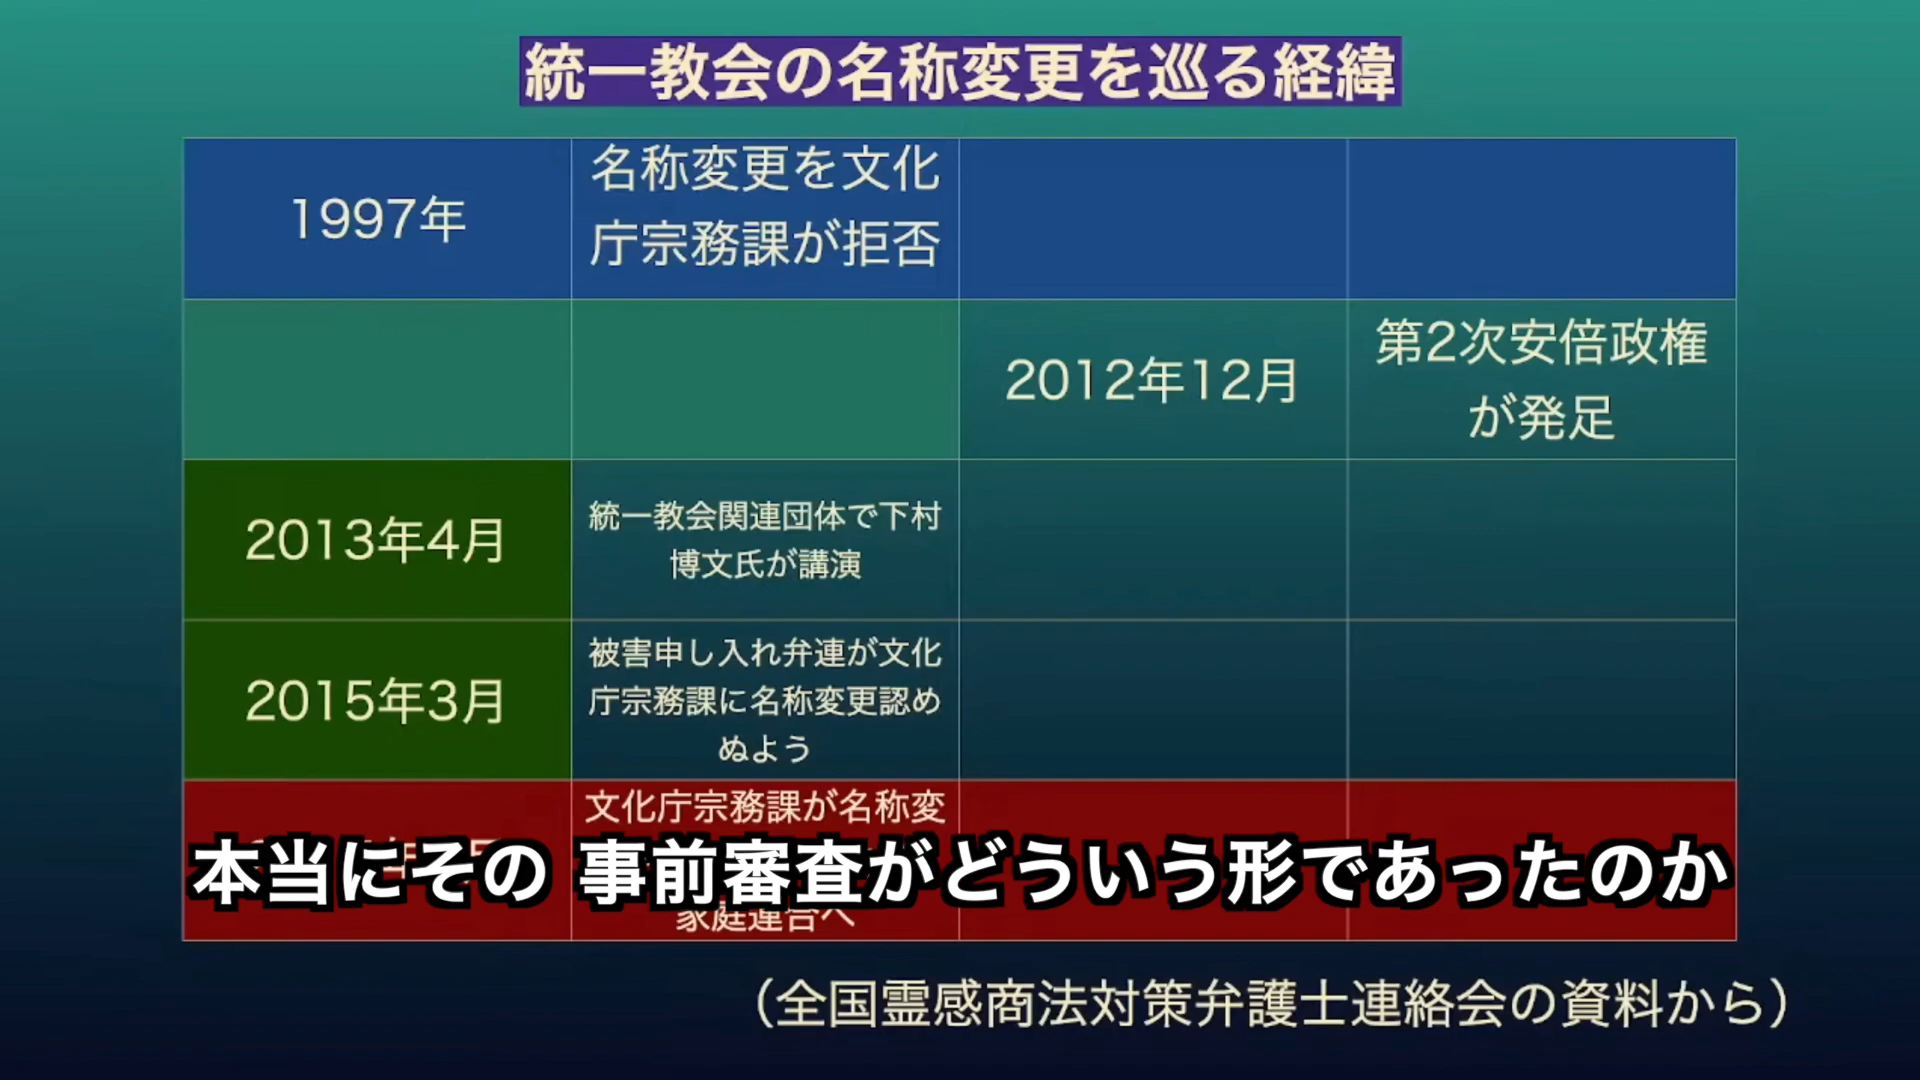 統一教会の名称変更を巡る経緯
1997年
名称変更を文化
庁宗務課が拒否
2012年12月
第2次安倍政権
が発足
2013年4月
統一教会関連団体で下村
博文氏が講演
2015年3月
被害申し入れ弁連が文化
庁宗務課に名称変更認め
ぬよう
文化庁宗務課が名称変
家庭連合へ
本当にその 事前審査がどういう形であったのか
(全国霊感商法対策弁護士連絡会の資料から)